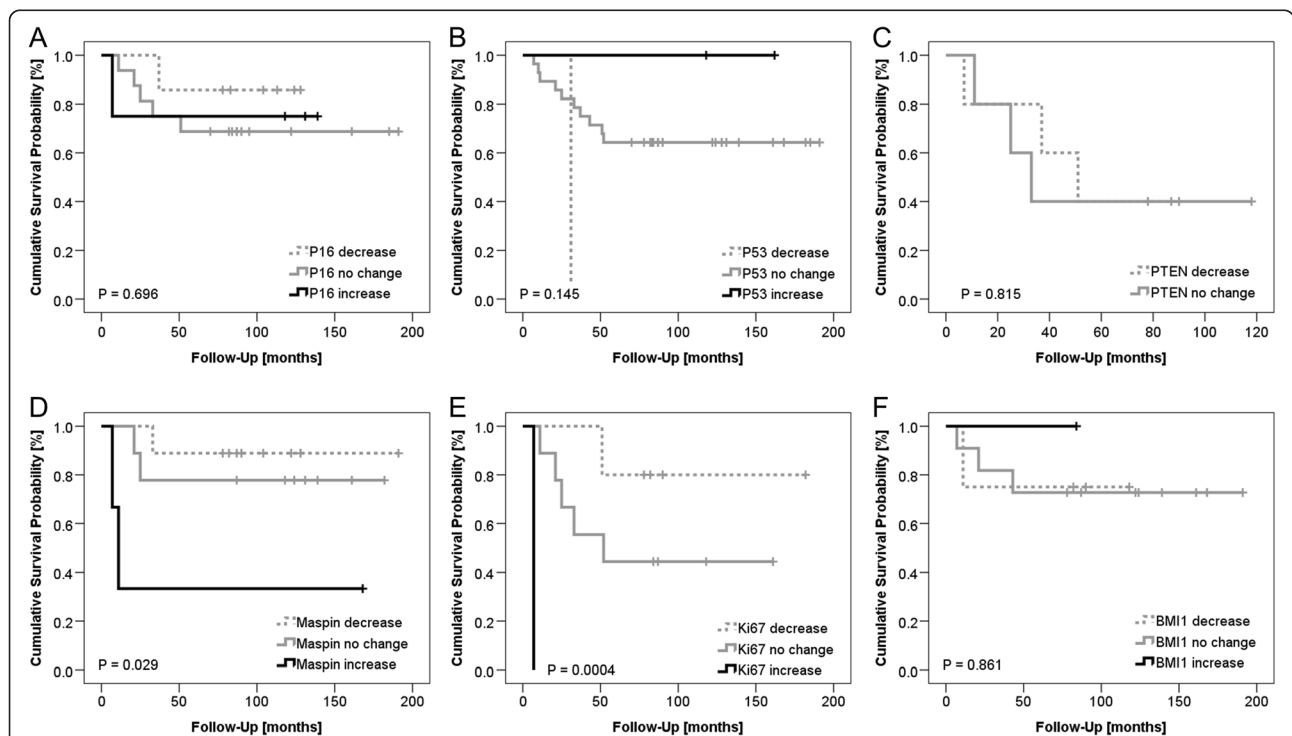 A
Cumulative Survival Probability [%]
1.0
0.8
0.6
0.4
0.2
0.0
P16 decrease
P16 no change
P16 increase
P = 0.696
0 50 100 150 200
Follow-Up [months]
B
Cumulative Survival Probability [%]
1.0
0.8
0.6
0.4
0.2
0.0
P53 decrease
P53 no change
P53 increase
P = 0.145
0 50 100 150 200
Follow-Up [months]
C
Cumulative Survival Probability [%]
1.0
0.8
0.6
0.4
0.2
0.0
PTEN decrease
PTEN no change
P = 0.815
0 20 40 60 80 100 120
Follow-Up [months]
D
Cumulative Survival Probability [%]
1.0
0.8
0.6
0.4
0.2
0.0
Maspin decrease
Maspin no change
Maspin increase
P = 0.029
0 50 100 150 200
Follow-Up [months]
E
Cumulative Survival Probability [%]
1.0
0.8
0.6
0.4
0.2
0.0
Ki67 decrease
Ki67 no change
Ki67 increase
P = 0.0004
0 50 100 150 200
Follow-Up [months]
F
Cumulative Survival Probability [%]
1.0
0.8
0.6
0.4
0.2
0.0
BMI1 decrease
BMI1 no change
BMI1 increase
P = 0.861
0 50 100 150 200
Follow-Up [months]